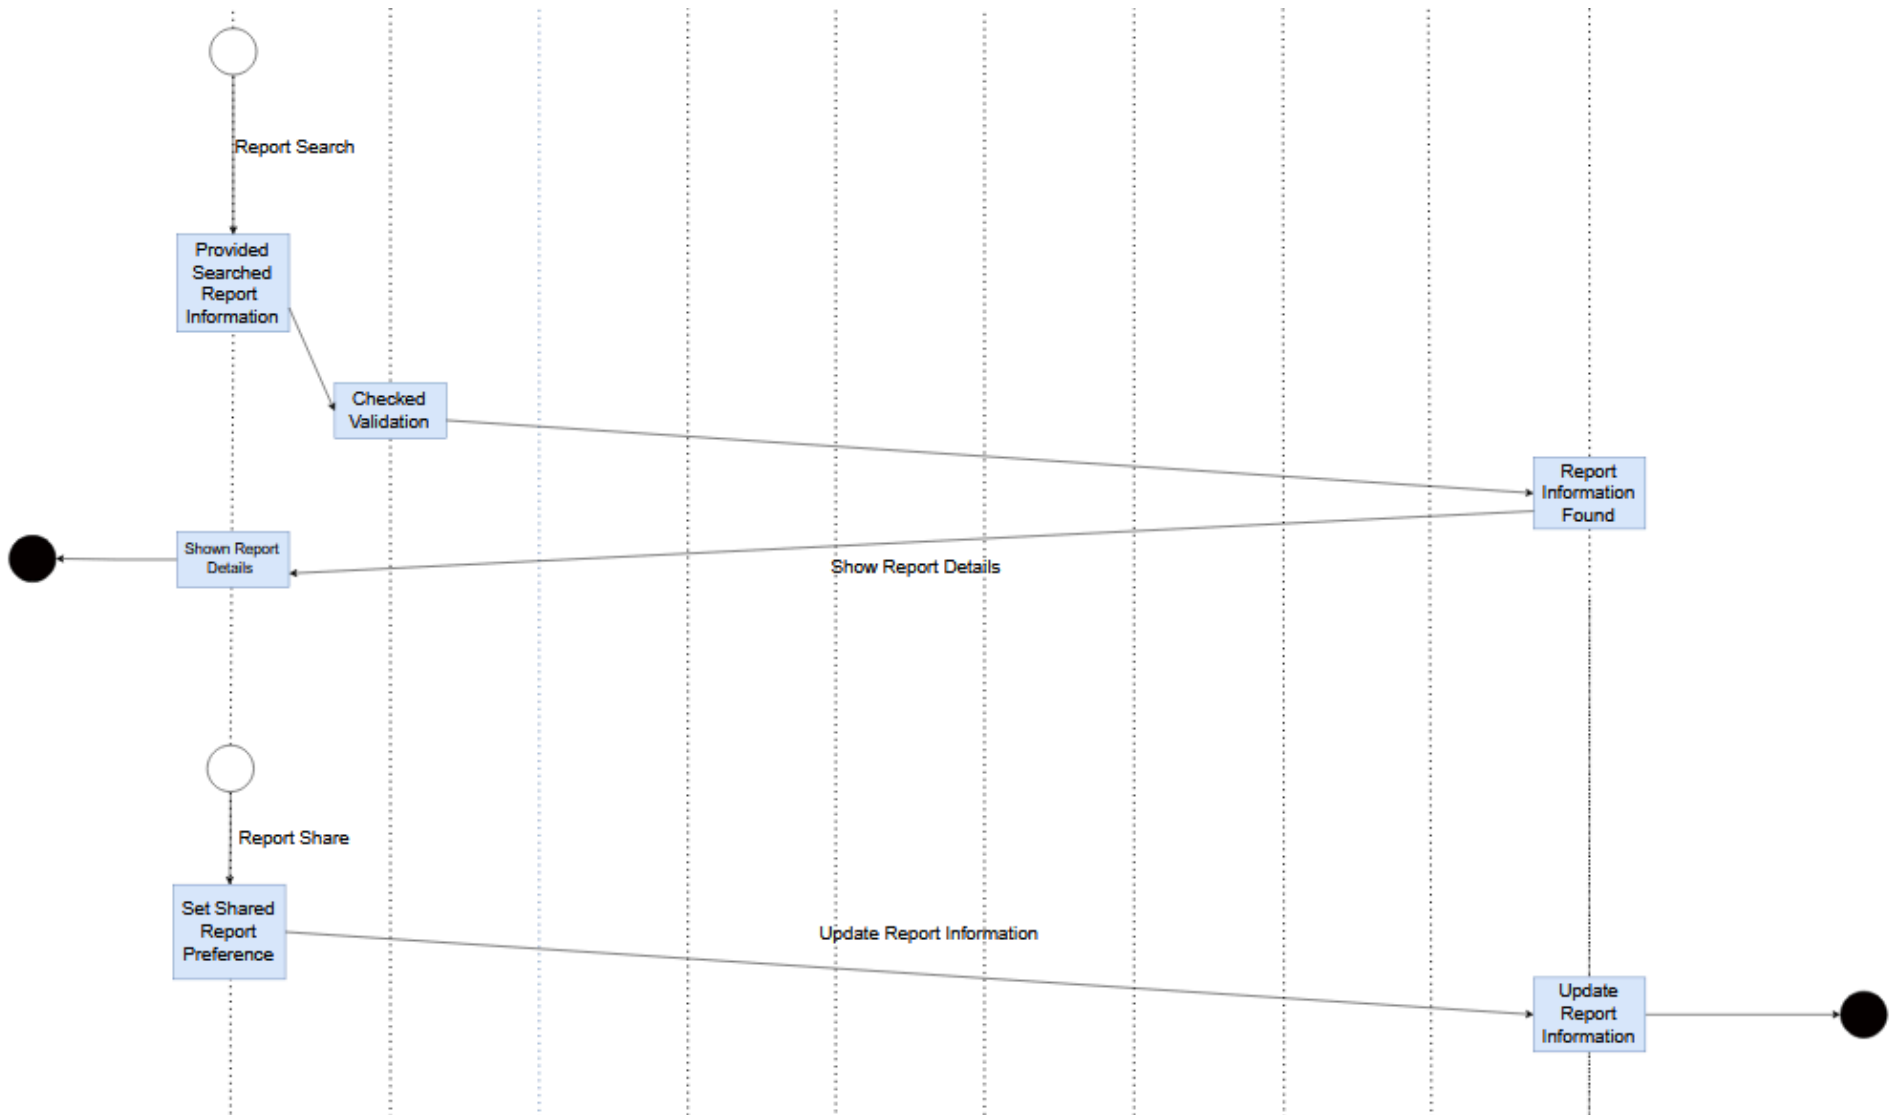 Report Search
Provided
Searched
Report
Information
Checked
Validation
Report
Information
Found
Shown Report
Details
Show Report Details
Report Share
Set Shared
Report
Preference
Update Report Information
Update
Report
Information